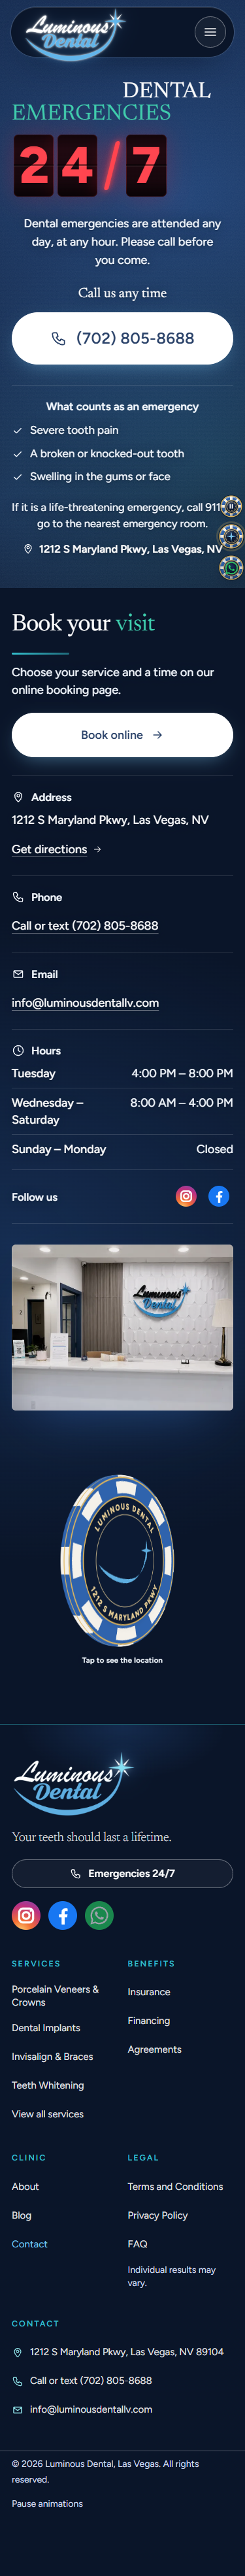 Luminous
Dental
DENTAL
EMERGENCIES
24/7
Dental emergencies are attended any
day, at any hour. Please call before
you come.
Call us any time
(702) 805-8688
What counts as an emergency
Severe tooth pain
A broken or knocked-out tooth
Swelling in the gums or face
If it is a life-threatening emergency, call 911
go to the nearest emergency room.
1212 S Maryland Pkwy, Las Vegas, NV
Book your visit
Choose your service and a time on our
online booking page.
Book online
Address
1212 S Maryland Pkwy, Las Vegas, NV
Get directions
Phone
Call or text (702) 805-8688
Email
info@luminousdentallv.com
Hours
Tuesday 4:00 PM – 8:00 PM
Wednesday – 8:00 AM – 4:00 PM
Saturday
Sunday – Monday Closed
Follow us
Luminous
Dental
LUMINOUS DENTAL
1212 S MARYLAND PKWY
Tap to see the location
Luminous
Dental
Your teeth should last a lifetime.
Emergencies 24/7
SERVICES
Porcelain Veneers &
Crowns
Dental Implants
Invisalign & Braces
Teeth Whitening
View all services
BENEFITS
Insurance
Financing
Agreements
CLINIC
About
Blog
Contact
LEGAL
Terms and Conditions
Privacy Policy
FAQ
Individual results may
vary.
CONTACT
1212 S Maryland Pkwy, Las Vegas, NV 89104
Call or text (702) 805-8688
info@luminousdentallv.com
© 2026 Luminous Dental, Las Vegas. All rights
reserved.
Pause animations